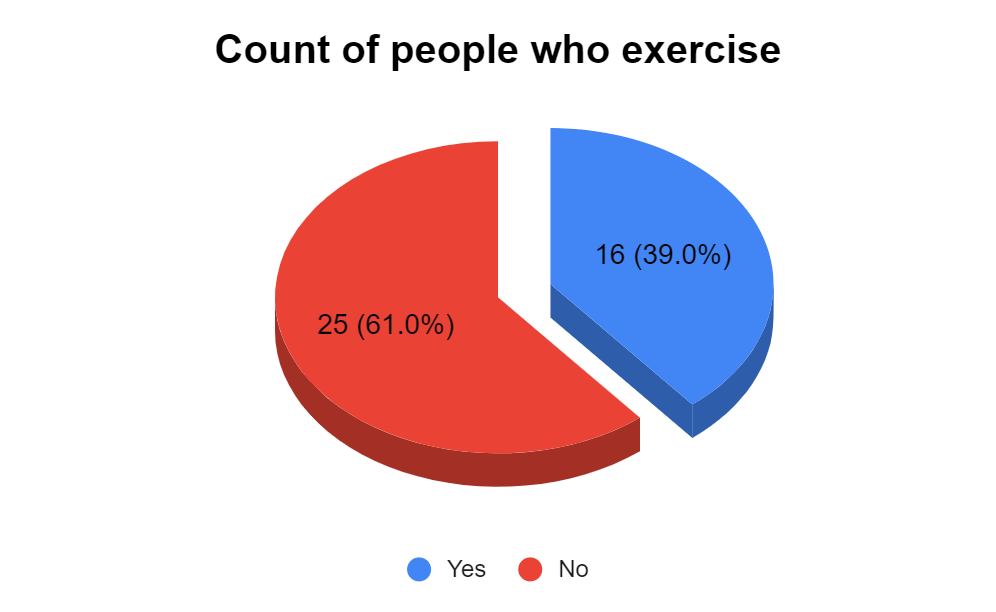 Count of people who exercise
16 (39.0%)
25 (61.0%)
Yes
No